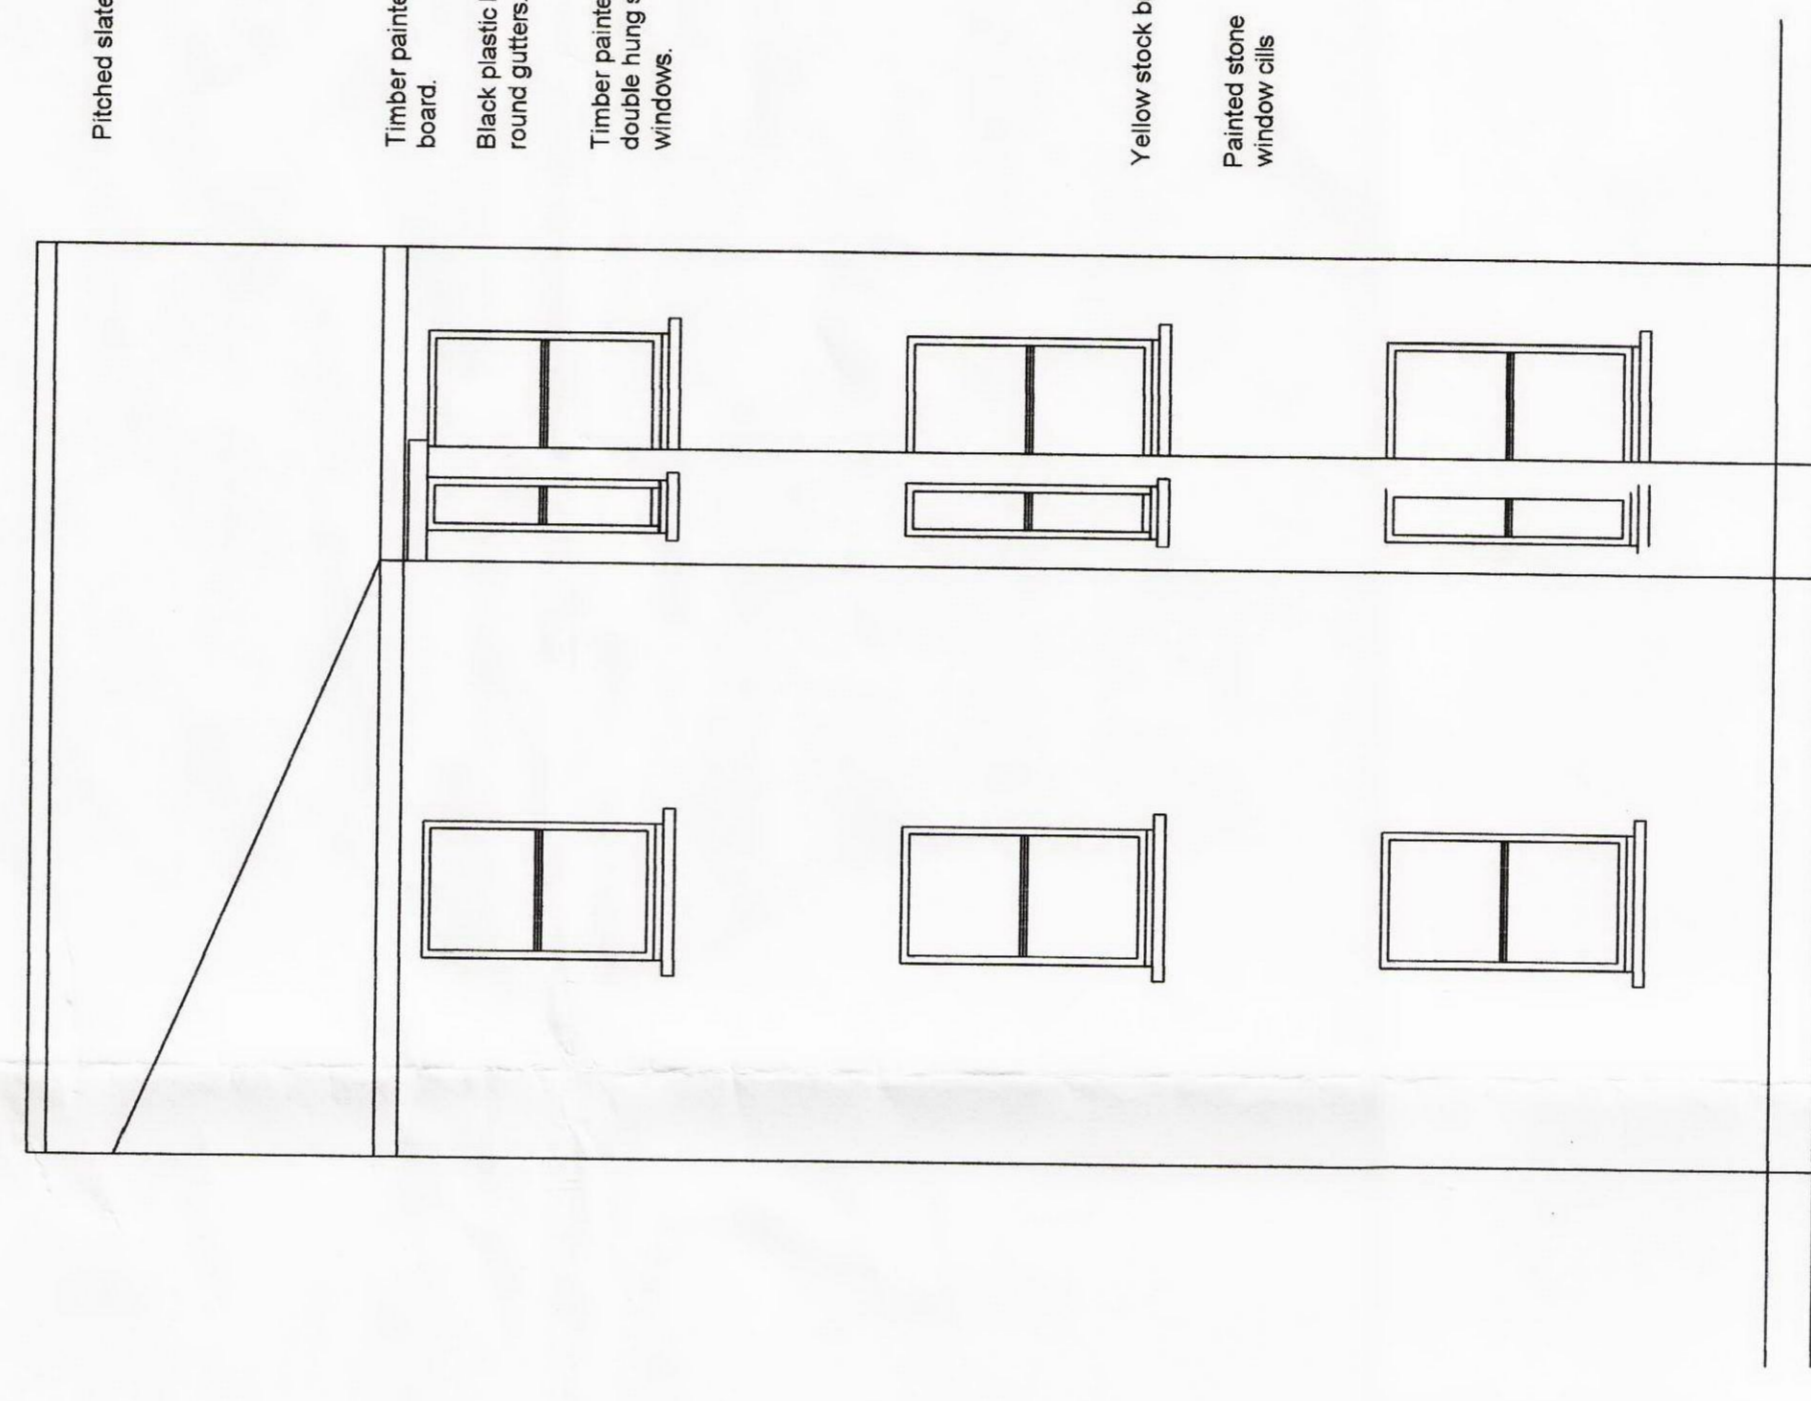 Pitched slate
Timber painte
board.
Black plastic
round gutters.
Timber painte
double hung s
windows.
Yellow stock b
Painted stone
window cills